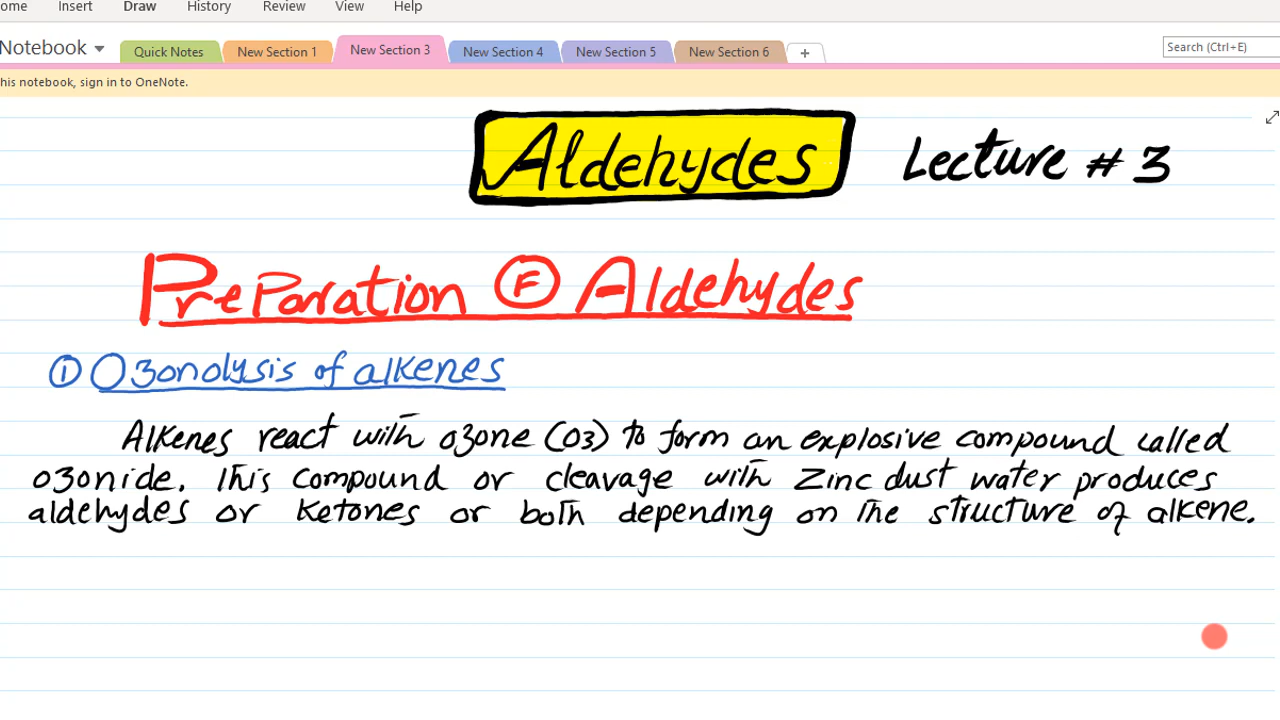 ome Insert Draw History Review View Help
Notebook Quick Notes New Section 1 New Section 3 New Section 4 New Section 5 New Section 6 + Search (Ctrl+E)
his notebook, sign in to OneNote.
Aldehydes Lecture # 3
Preparation F Aldehydes
① Ozonolysis of alkenes
Alkenes react with ozone (O3) to form an explosive compound called
ozonide. This compound or cleavage with Zinc dust water produces
aldehydes or Ketones or both depending on the structure of alkene.